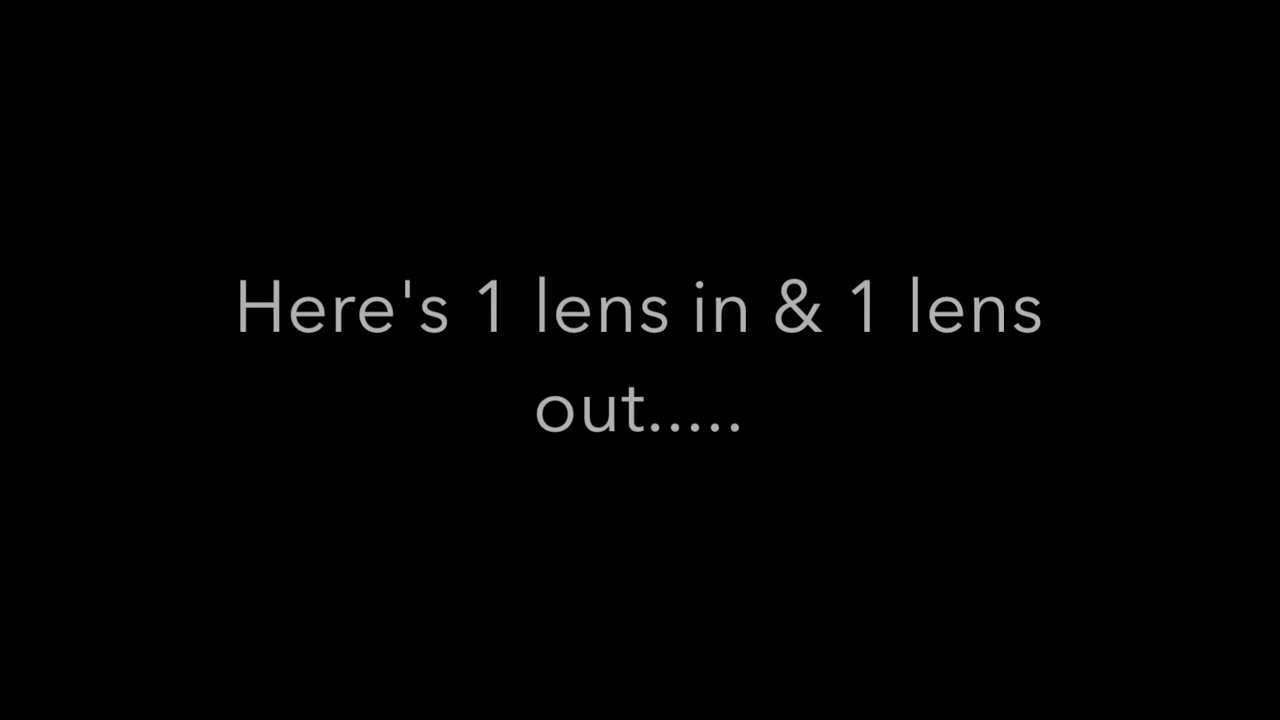 Here's 1 lens in & 1 lens
out.....